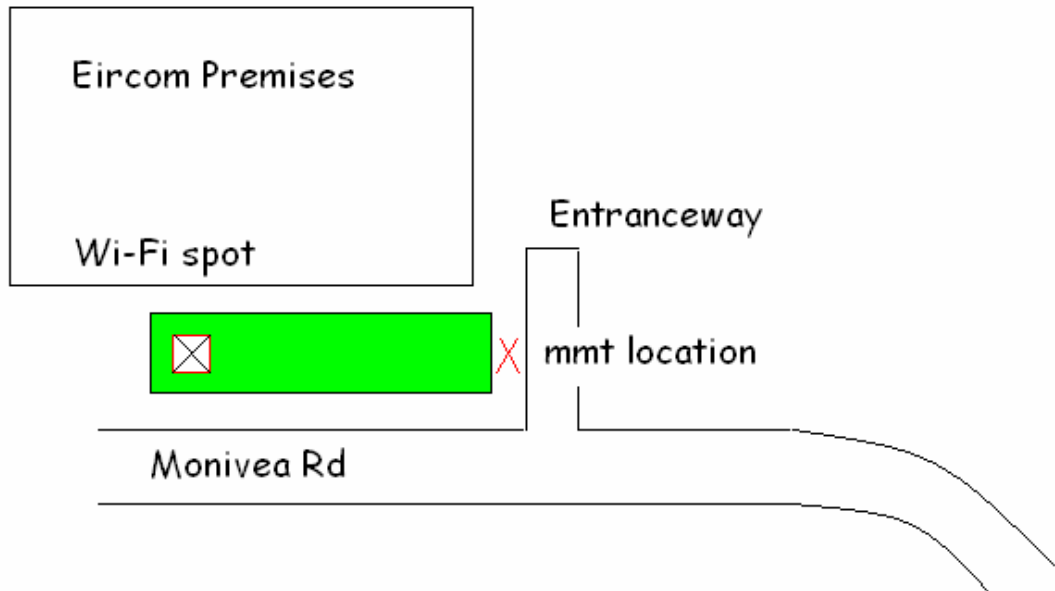 Eircom Premises
Entranceway
Wi-Fi spot
mmt location
Monivea Rd